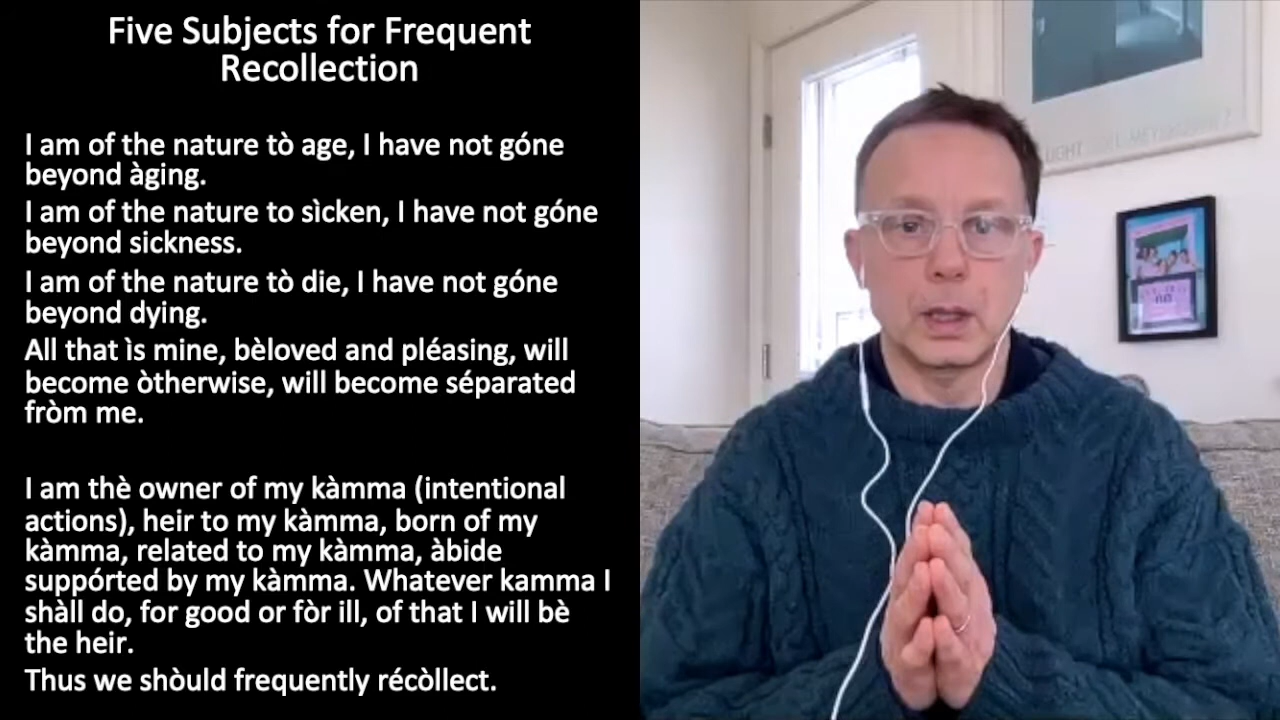 Five Subjects for Frequent
Recollection
I am of the nature tò age, I have not góne
beyond àging.
I am of the nature to sìcken, I have not góne
beyond sickness.
I am of the nature tò die, I have not góne
beyond dying.
All that ìs mine, bèloved and pléasing, will
become òtherwise, will become séparated
fròm me.
I am thè owner of my kàmma (intentional
actions), heir to my kàmma, born of my
kàmma, related to my kàmma, àbide
suppórted by my kàmma. Whatever kamma I
shàll do, for good or fòr ill, of that I will bè
the heir.
Thus we shòuld frequently récòllect.